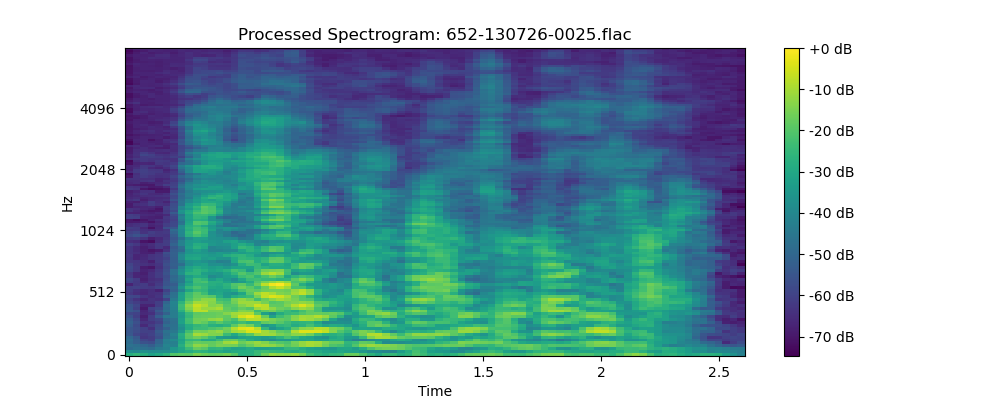 Processed Spectrogram: 652-130726-0025.flac
+0 dB
-10 dB
-20 dB
-30 dB
-40 dB
-50 dB
-60 dB
-70 dB
4096
2048
1024
512
0
Hz
0 0.5 1 1.5 2 2.5
Time